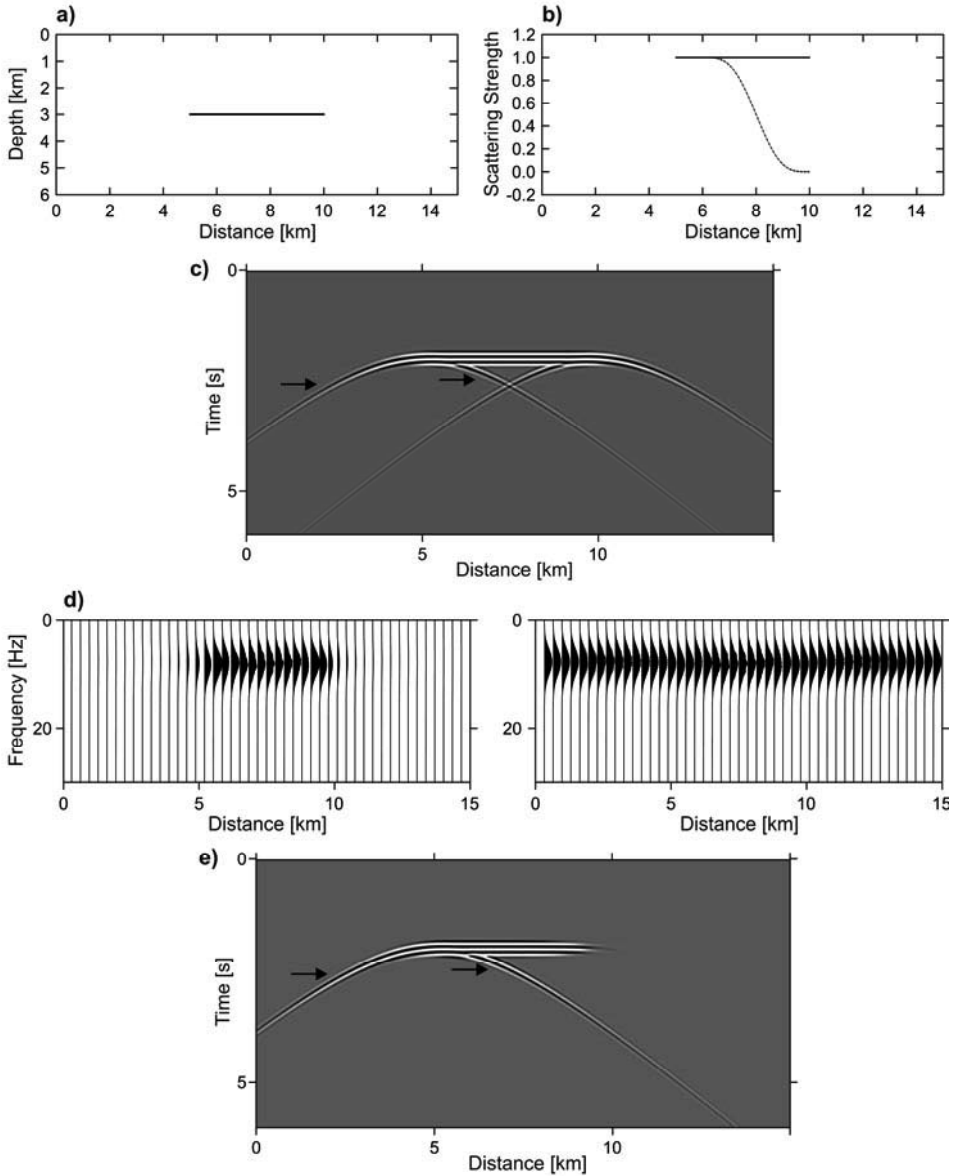 a)
0
1
2
3
4
5
6
Depth [km]
0 2 4 6 8 10 12 14
Distance [km]
b)
1.2
1.0
0.8
0.6
0.4
0.2
0.0
-0.2
Scattering Strength
0 2 4 6 8 10 12 14
Distance [km]
c)
0
5
Time [s]
0 5 10
Distance [km]
d)
0
20
Frequency [Hz]
0 5 10 15
Distance [km]
0 5 10 15
Distance [km]
e)
0
5
Time [s]
0 5 10
Distance [km]